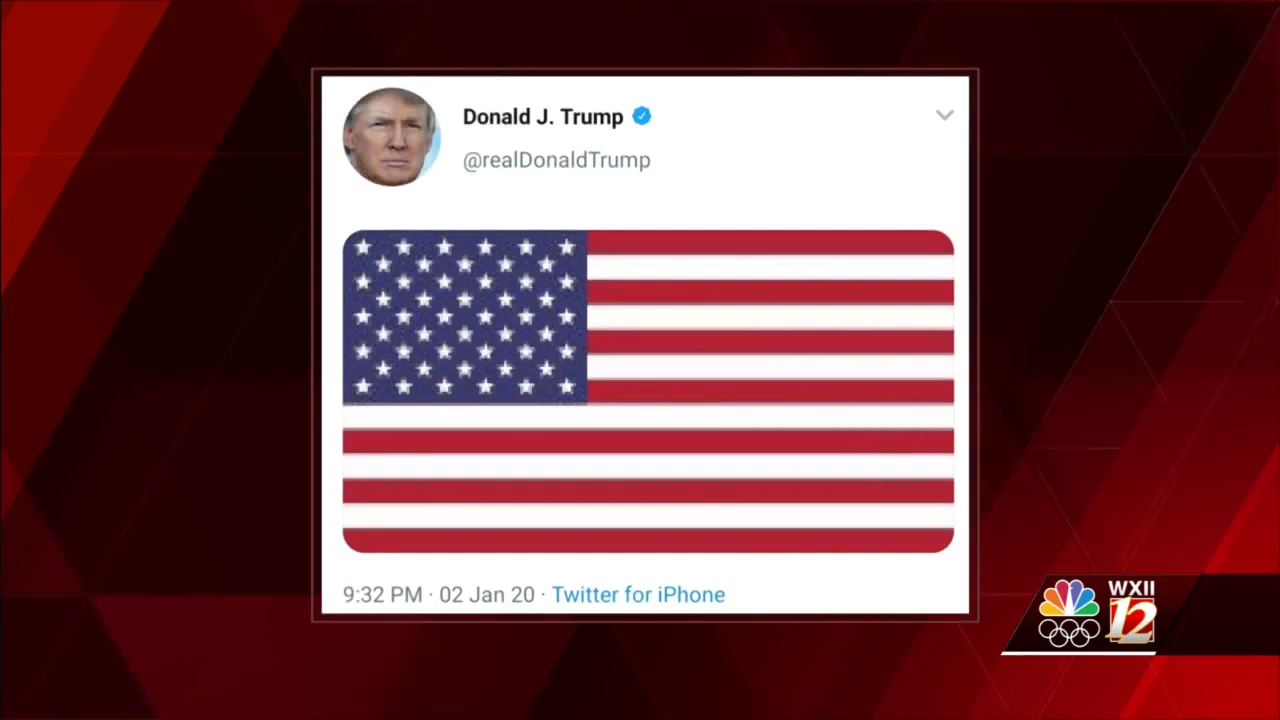 Donald J. Trump
@realDonaldTrump
9:32 PM · 02 Jan 20 · Twitter for iPhone
WXII
12